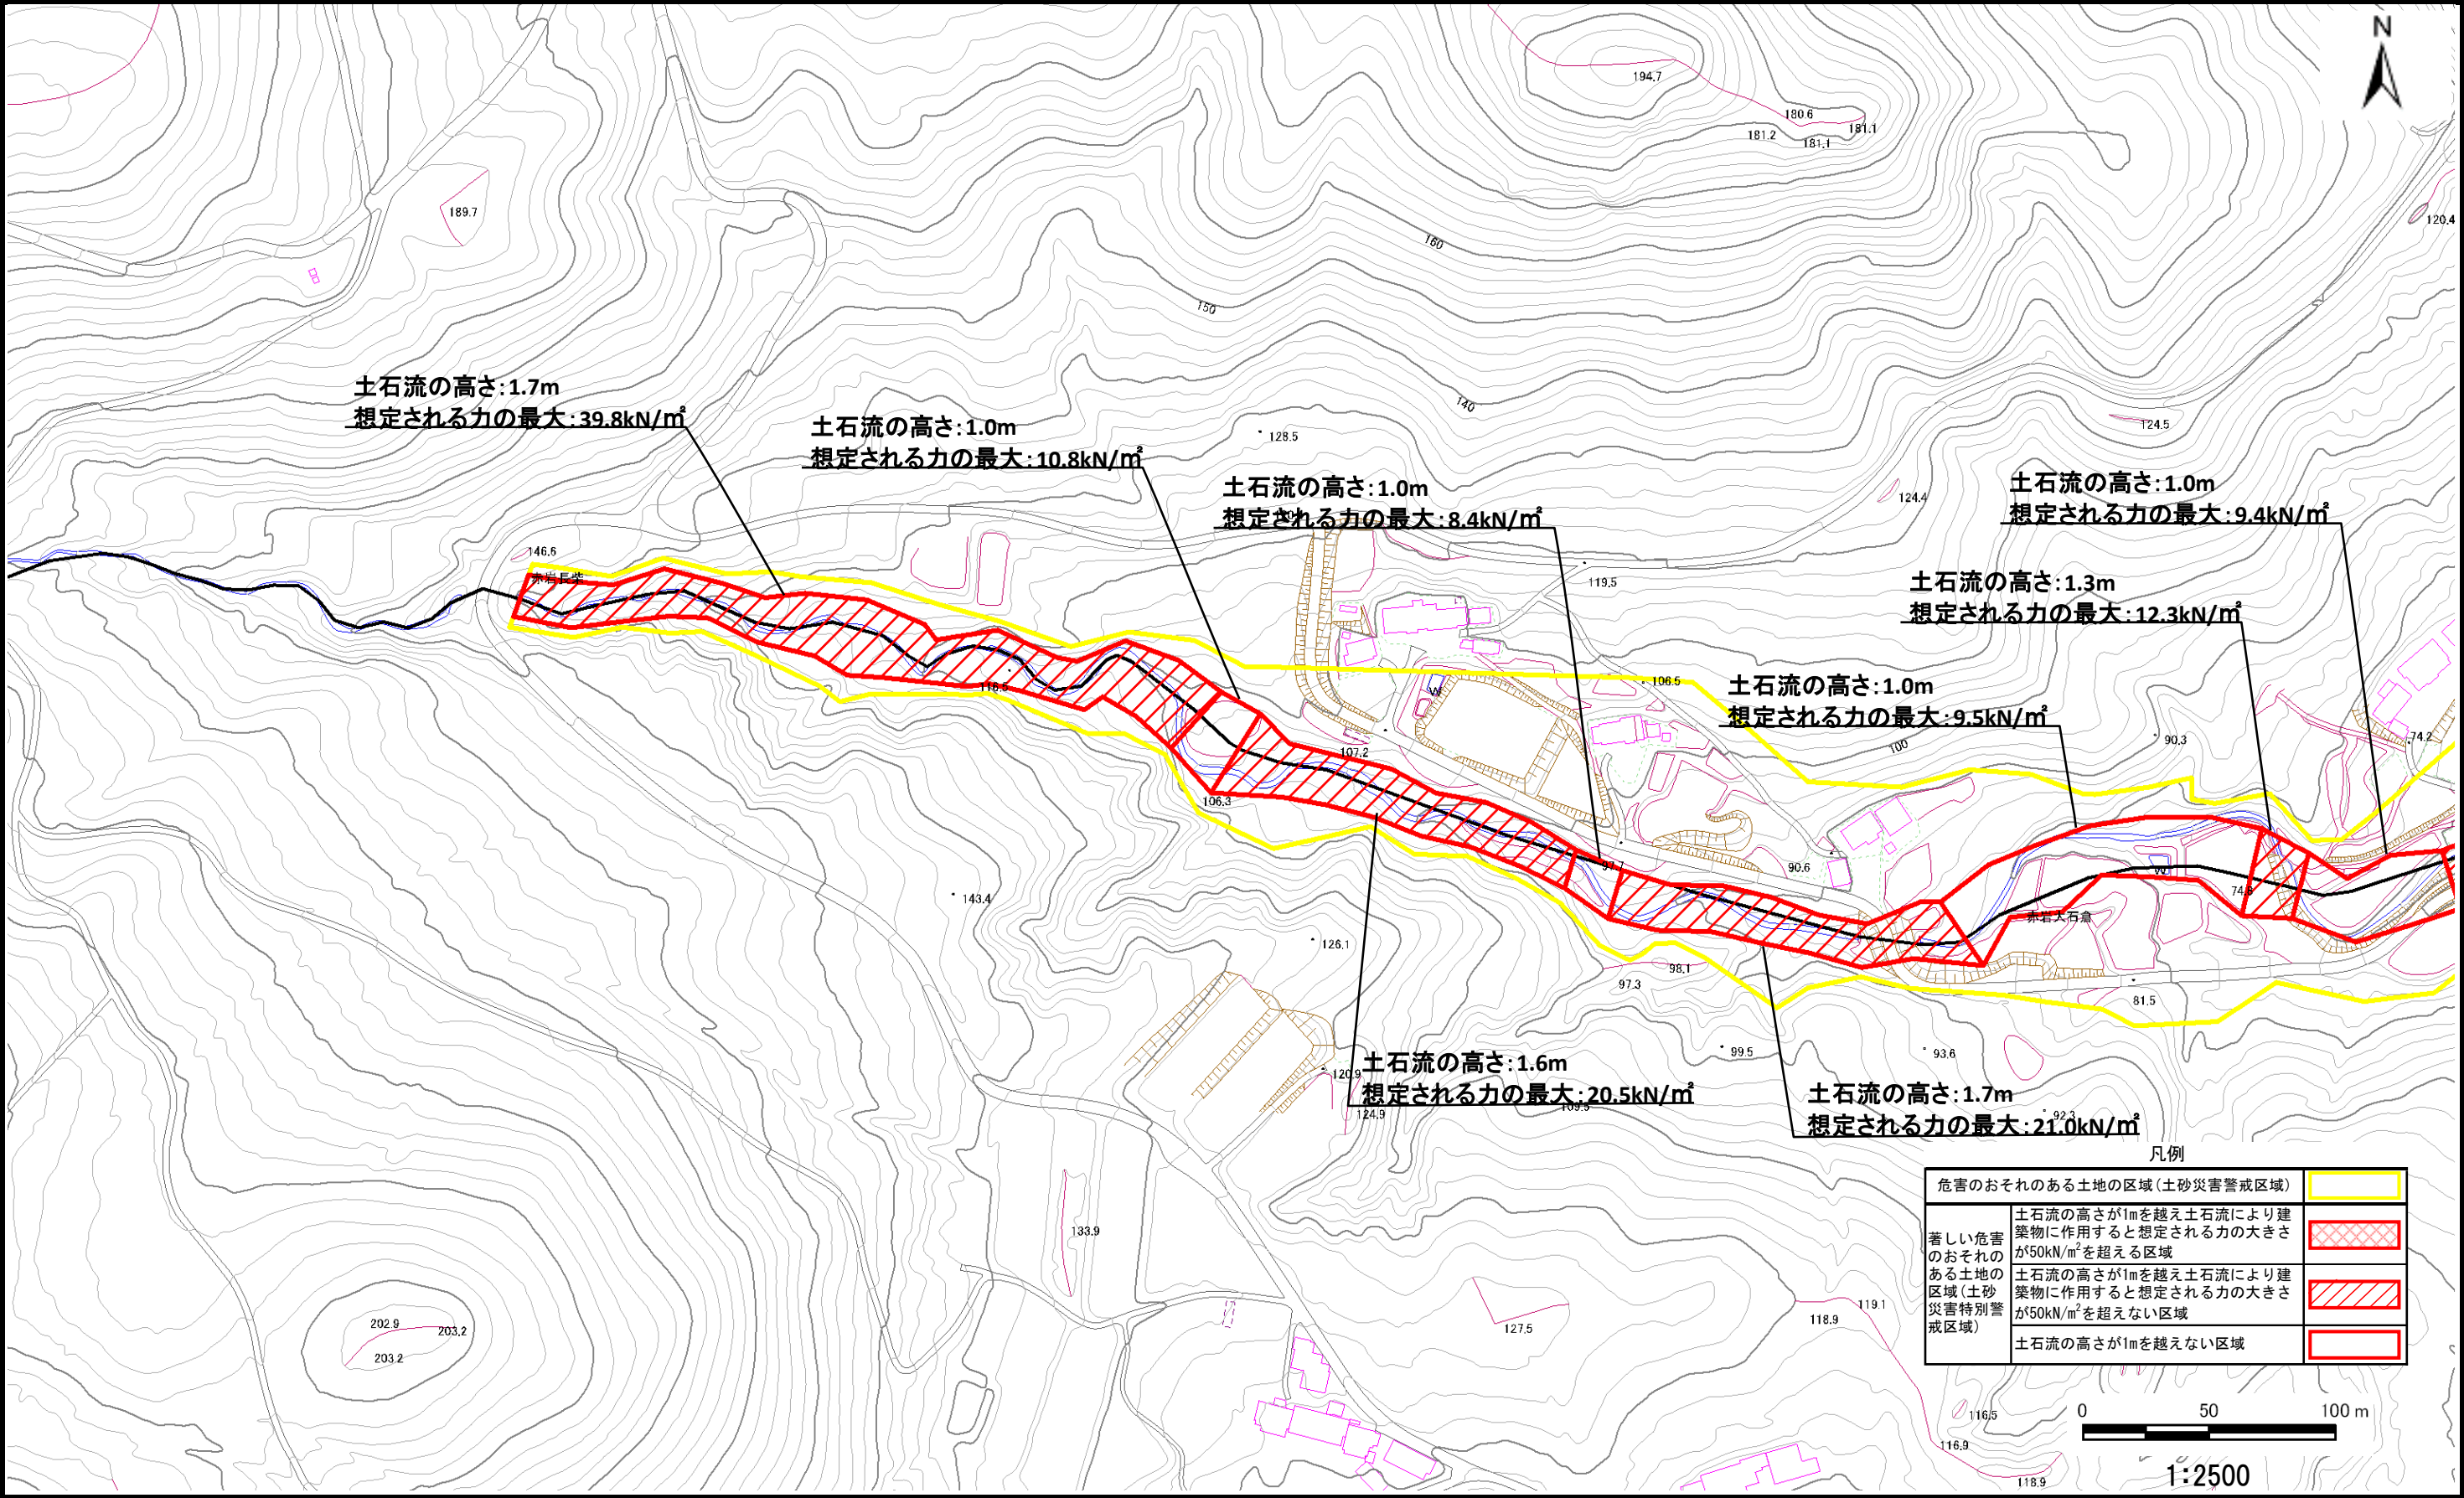 N
194.7
180.6
181.2
181.1
181.1
189.7
120.4
160
150
140
土石流の高さ:1.7m
想定される力の最大:39.8kN/㎡
土石流の高さ:1.0m
想定される力の最大:10.8kN/㎡
128.5
124.5
土石流の高さ:1.0m
想定される力の最大:8.4kN/㎡
124.4
土石流の高さ:1.0m
想定される力の最大:9.4kN/㎡
146.6
赤岩長柴
119.5
土石流の高さ:1.3m
想定される力の最大:12.3kN/㎡
116.5
W
106.5
土石流の高さ:1.0m
想定される力の最大:9.5kN/㎡
100
90.3
74.2
107.2
106.3
97.7
90.6
W
74.8
赤岩大石倉
143.4
126.1
98.1
97.3
81.5
99.5
93.6
120.9
124.9
土石流の高さ:1.6m
想定される力の最大:20.5kN/㎡
109.5
土石流の高さ:1.7m
想定される力の最大:21.0kN/㎡
92.3
凡例
危害のおそれのある土地の区域(土砂災害警戒区域)
著しい危害
のおそれの
ある土地の
区域(土砂
災害特別警
戒区域)
土石流の高さが1mを越え土石流により建
築物に作用すると想定される力の大きさ
が50kN/m²を超える区域
土石流の高さが1mを越え土石流により建
築物に作用すると想定される力の大きさ
が50kN/m²を超えない区域
土石流の高さが1mを越えない区域
133.9
202.9
203.2
203.2
127.5
119.1
118.9
116.5
116.9
118.9
0 50 100 m
1:2500